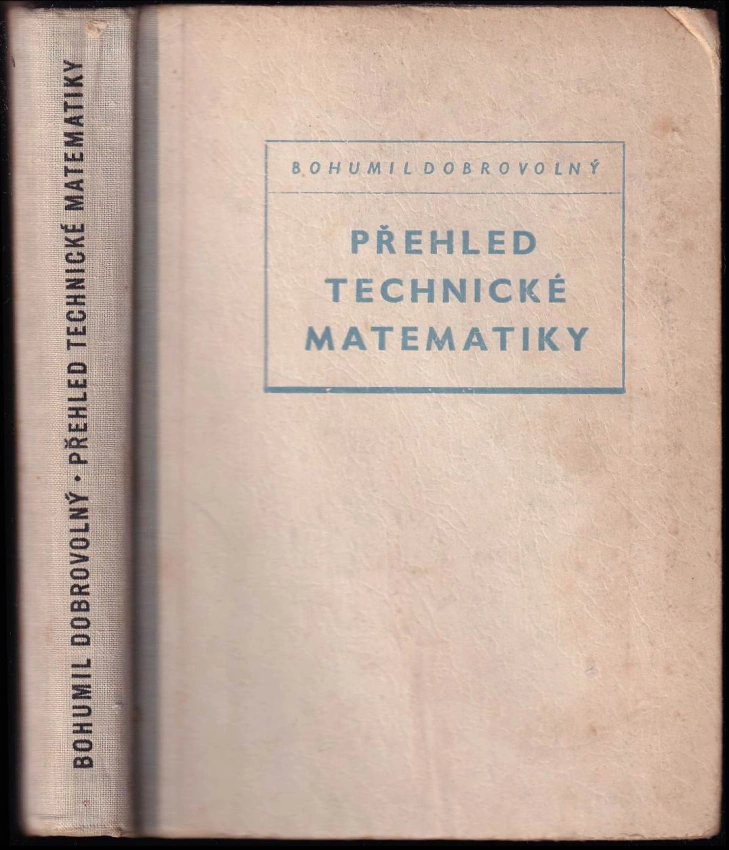 BOHUMIL DOBROVOLNÝ · PŘEHLED TECHNICKÉ MATEMATIKY
BOHUMIL DOBROVOLNÝ
PŘEHLED
TECHNICKÉ
MATEMATIKY